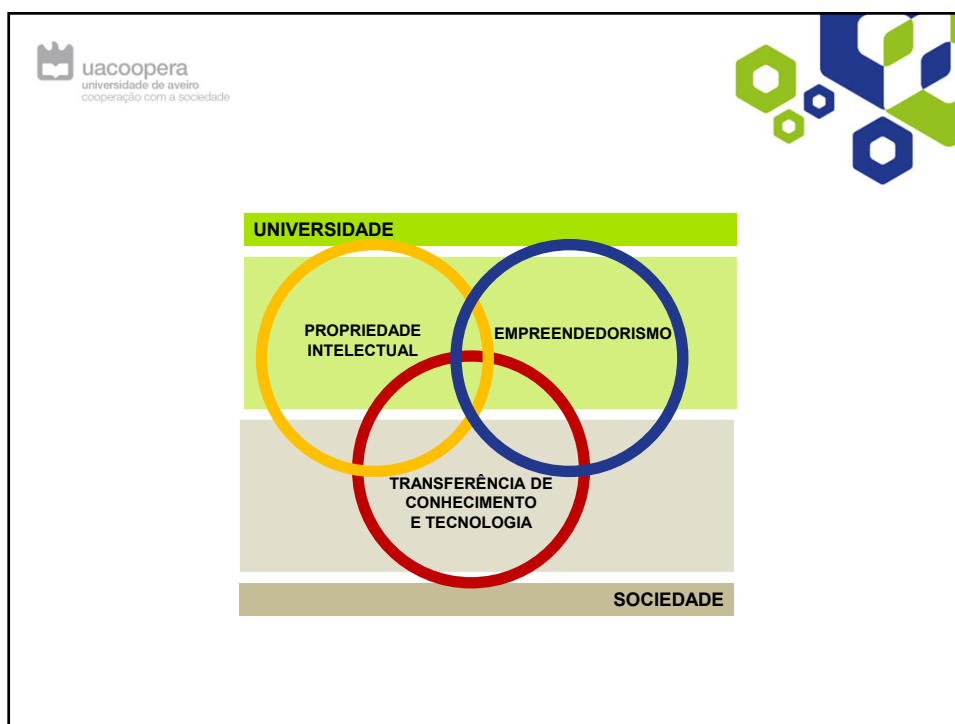 uacoopera
universidade de aveiro
cooperação com a sociedade
UNIVERSIDADE
PROPRIEDADE
INTELECTUAL
EMPREENDEDORISMO
TRANSFERÊNCIA DE
CONHECIMENTO
E TECNOLOGIA
SOCIEDADE